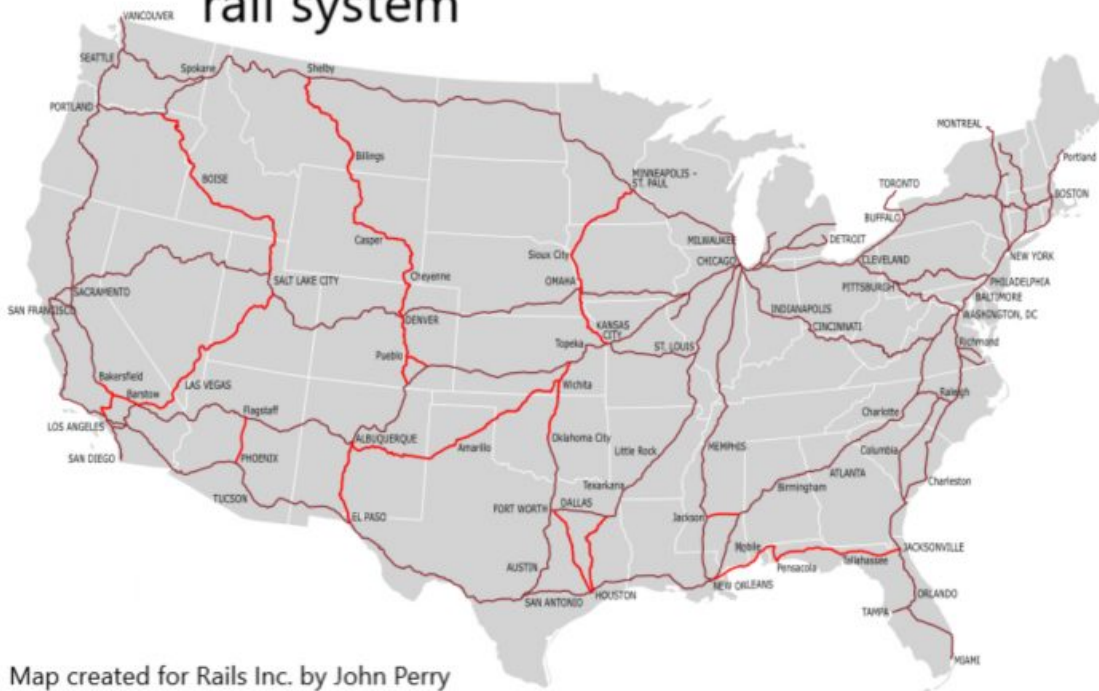 rail system
VANCOUVER
SEATTLE
Spokane
Shelby
PORTLAND
MONTREAL
Portland
Billings
BOISE
MINNEAPOLIS -
ST. PAUL
TORONTO
BOSTON
BUFFALO
Casper
Sioux City
MILWAUKEE
DETROIT
CHICAGO
CLEVELAND
NEW YORK
Cheyenne
SALT LAKE CITY
OMAHA
PITTSBURGH
PHILADELPHIA
SACRAMENTO
BALTIMORE
SAN FRANCISCO
DENVER
INDIANAPOLIS
WASHINGTON, DC
KANSAS
CITY
CINCINNATI
Topeka
ST. LOUIS
Richmond
Pueblo
Bakersfield
LAS VEGAS
Wichita
Barstow
Raleigh
Flagstaff
Charlotte
LOS ANGELES
ALBUQUERQUE
Oklahoma City
Amarillo
Little Rock
MEMPHIS
Columbia
SAN DIEGO
PHOENIX
ATLANTA
Charleston
Texarkana
Birmingham
TUCSON
FORT WORTH
DALLAS
EL PASO
Jackson
Mobile
JACKSONVILLE
Tallahassee
Pensacola
AUSTIN
NEW ORLEANS
ORLANDO
SAN ANTONIO
HOUSTON
TAMPA
MIAMI
Map created for Rails Inc. by John Perry